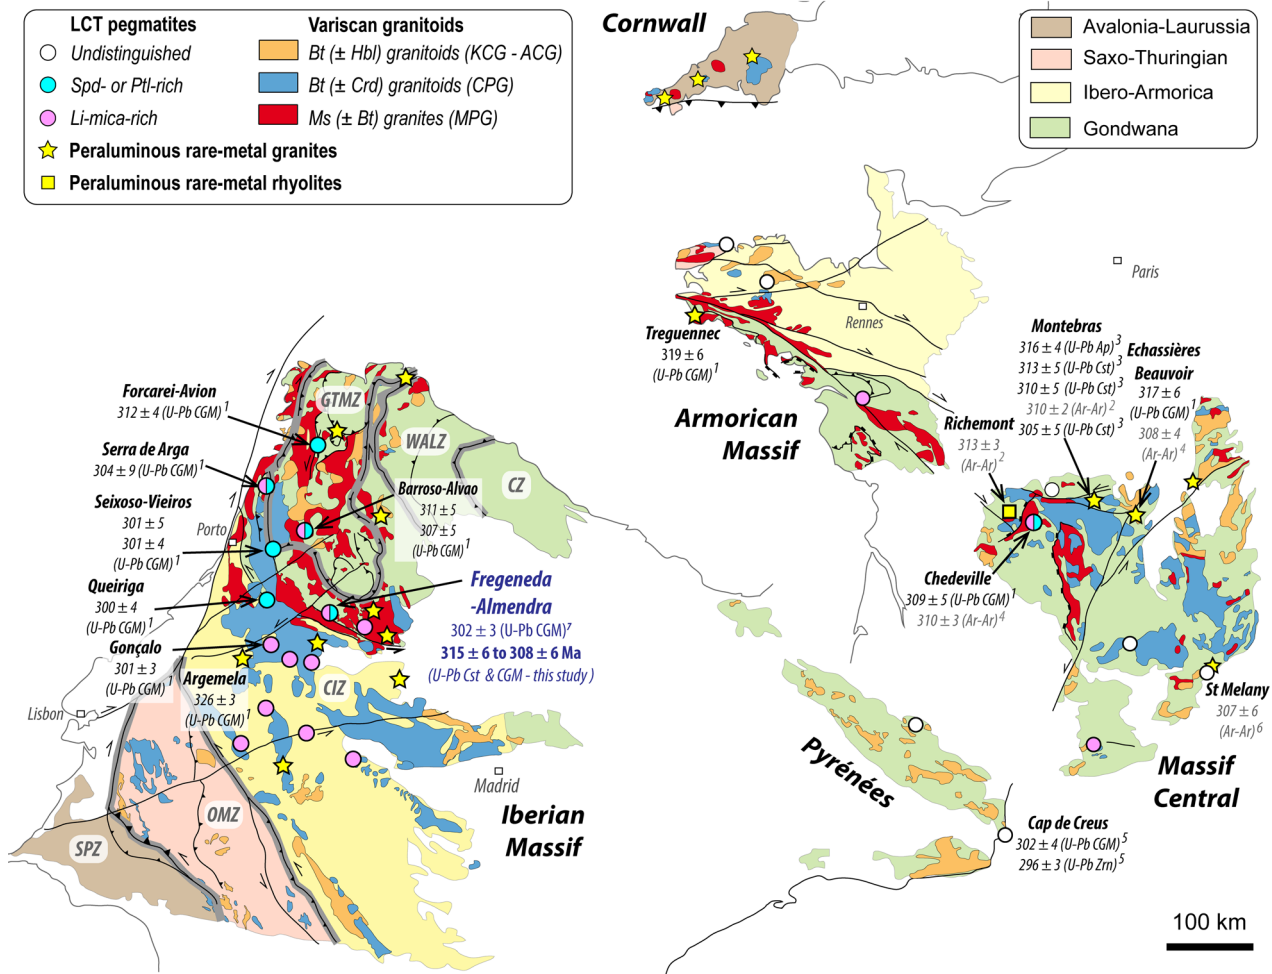 LCT pegmatites
Undistinguished
Spd- or Ptl-rich
Li-mica-rich
Variscan granitoids
Bt (± Hbl) granitoids (KCG - ACG)
Bt (± Crd) granitoids (CPG)
Ms (± Bt) granites (MPG)
Peraluminous rare-metal granites
Peraluminous rare-metal rhyolites
Cornwall
Avalonia-Laurussia
Saxo-Thuringian
Ibero-Armorica
Gondwana
Paris
Rennes
Treguennec
319 ± 6
(U-Pb CGM)1
Armorican
Massif
Montebras
316 ± 4 (U-Pb Ap)3
313 ± 5 (U-Pb Cst)3
310 ± 5 (U-Pb Cst)3
310 ± 2 (Ar-Ar)2
305 ± 5 (U-Pb Cst)3
Echassières
Beauvoir
317 ± 6
(U-Pb CGM)1
308 ± 4
(Ar-Ar)4
Richemont
313 ± 3
(Ar-Ar)2
Chedeville
309 ± 5 (U-Pb CGM)1
310 ± 3 (Ar-Ar)4
St Melany
307 ± 6
(Ar-Ar)6
Massif
Central
Forcarei-Avion
312 ± 4 (U-Pb CGM)1
Serra de Arga
304 ± 9 (U-Pb CGM)1
Seixoso-Vieiros
301 ± 5
301 ± 4
(U-Pb CGM)1
Porto
Queiriga
300 ± 4
(U-Pb CGM)1
Gonçalo
301 ± 3
(U-Pb CGM)1
Argemela
326 ± 3
(U-Pb CGM)1
Lisbon
GTMZ
WALZ
CZ
Barroso-Alvao
311 ± 5
307 ± 5
(U-Pb CGM)1
Fregeneda
-Almendra
302 ± 3 (U-Pb CGM)7
315 ± 6 to 308 ± 6 Ma
(U-Pb Cst & CGM - this study )
CIZ
OMZ
SPZ
Madrid
Iberian
Massif
Pyrénées
Cap de Creus
302 ± 4 (U-Pb CGM)5
296 ± 3 (U-Pb Zrn)5
100 km